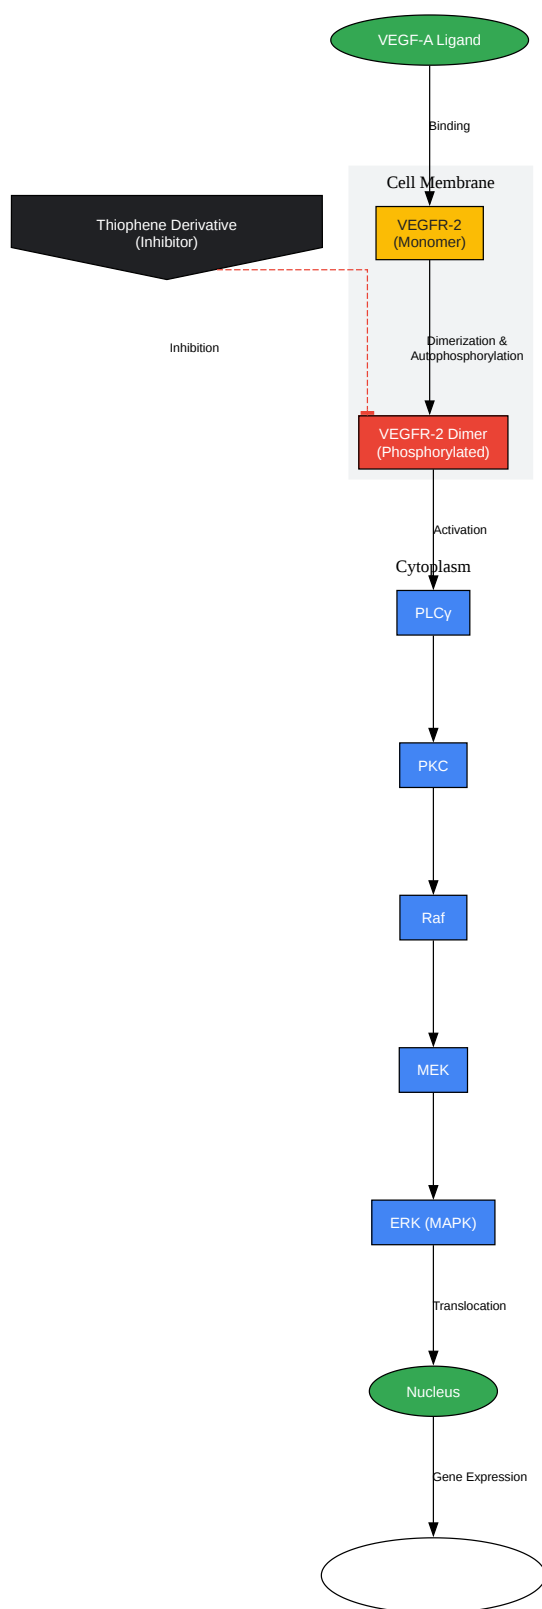 VEGF-A Ligand
Binding
Cell Membrane
Thiophene Derivative
(Inhibitor)
VEGFR-2
(Monomer)
Inhibition
Dimerization &
Autophosphorylation
VEGFR-2 Dimer
(Phosphorylated)
Activation
Cytoplasm
PLCγ
PKC
Raf
MEK
ERK (MAPK)
Translocation
Nucleus
Gene Expression